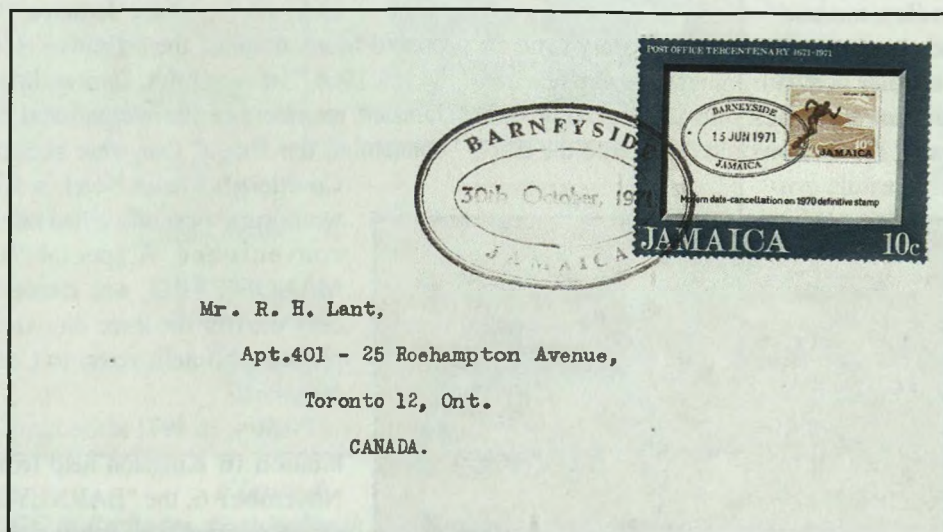 POST OFFICE TERCENTENARY 1671-1971
BARNEYSIDE
15 JUN 1971
JAMAICA
JAMAICA
10c
Modern date-cancellation on 1970 definitive stamp
JAMAICA 10c
BARNEYSIDE
30th October, 1971
JAMAICA
Mr. R. H. Lant,
Apt.401 - 25 Roehampton Avenue,
Toronto 12, Ont.
CANADA.